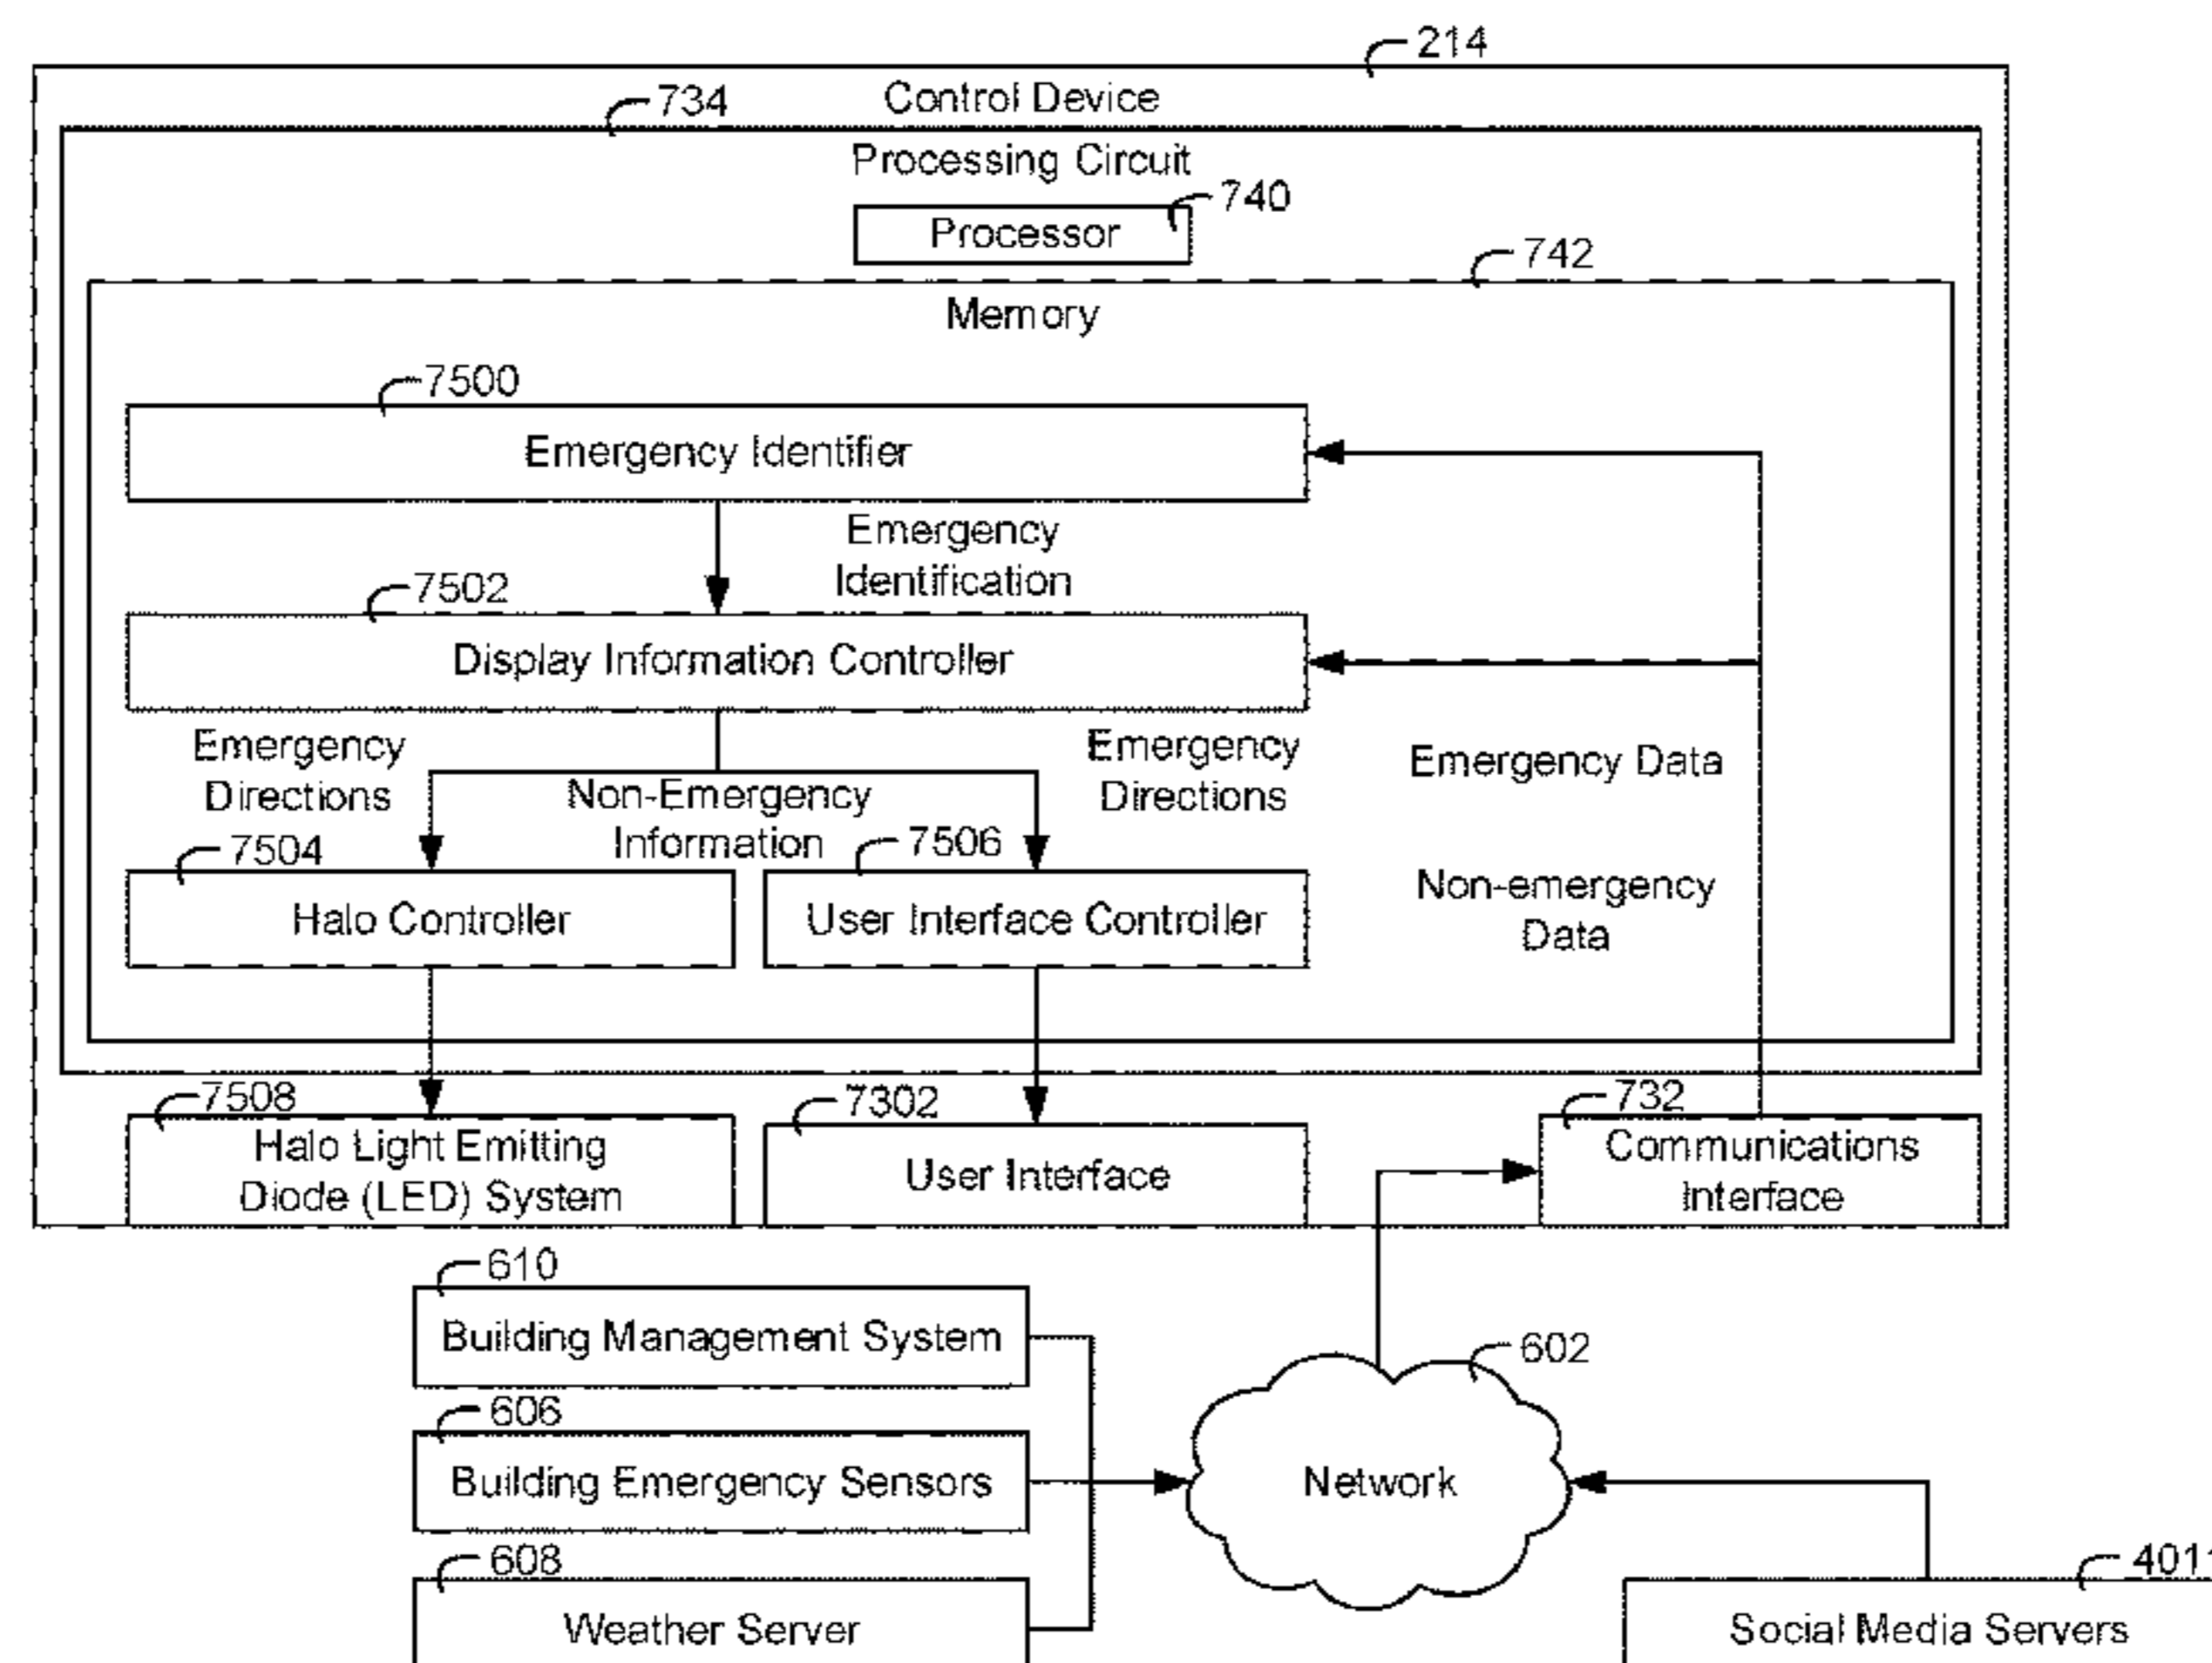 214
Control Device
734
Processing Circuit
740
Processor
742
Memory
7500
Emergency Identifier
Emergency
Identification
7502
Display Information Controller
Emergency
Directions
Non-Emergency
Information
Emergency
Directions
Emergency Data
Non-emergency
Data
7504
Halo Controller
7506
User Interface Controller
7508
Halo Light Emitting
Diode (LED) System
7302
User Interface
732
Communications
Interface
610
Building Management System
606
Building Emergency Sensors
608
Weather Server
602
Network
4011
Social Media Servers